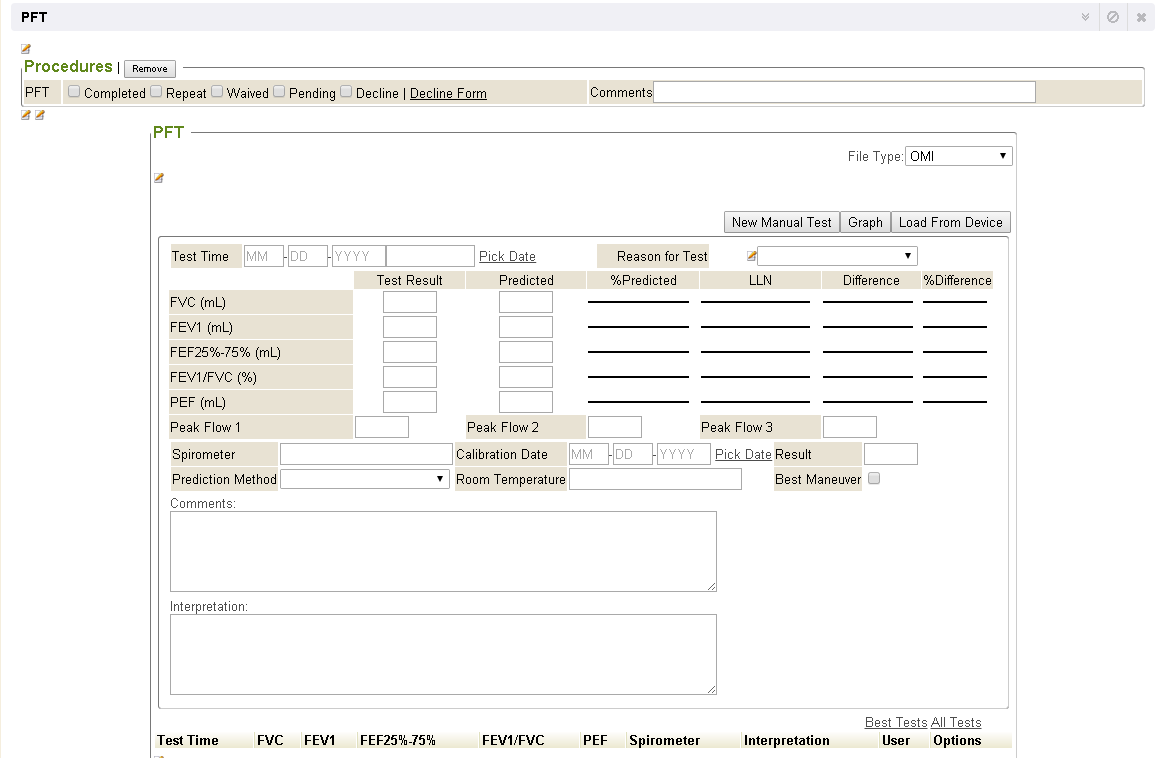 PFT
Procedures | Remove
PFT Completed Repeat Waived Pending Decline | Decline Form Comments
PFT
File Type: OMI
New Manual Test Graph Load From Device
Test Time MM - DD - YYYY Pick Date Reason for Test
Test Result Predicted %Predicted LLN Difference %Difference
FVC (mL)
FEV1 (mL)
FEF25%-75% (mL)
FEV1/FVC (%)
PEF (mL)
Peak Flow 1 Peak Flow 2 Peak Flow 3
Spirometer Calibration Date MM - DD - YYYY Pick Date Result
Prediction Method Room Temperature Best Maneuver
Comments:
Interpretation:
Best Tests All Tests
Test Time FVC FEV1 FEF25%-75% FEV1/FVC PEF Spirometer Interpretation User Options